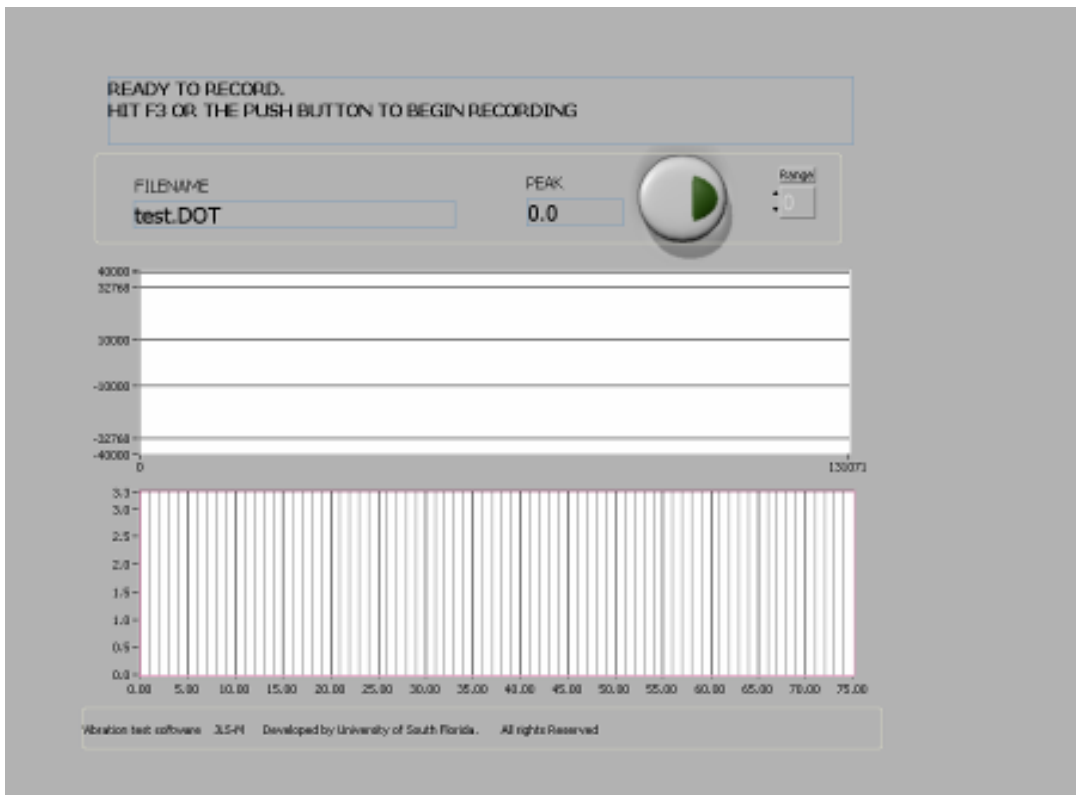 READY TO RECORD.
HIT F3 OR THE PUSH BUTTON TO BEGIN RECORDING
FILENAME
test.DOT
PEAK
0.0
Range
0
40000
32768
10000
-10000
-32768
-40000
0
131071
3.3
3.0
2.5
2.0
1.5
1.0
0.5
0.0
0.00 5.00 10.00 15.00 20.00 25.00 30.00 35.00 40.00 45.00 50.00 55.00 60.00 65.00 70.00 75.00
Vibration test software Developed by University of South Florida. All rights Reserved